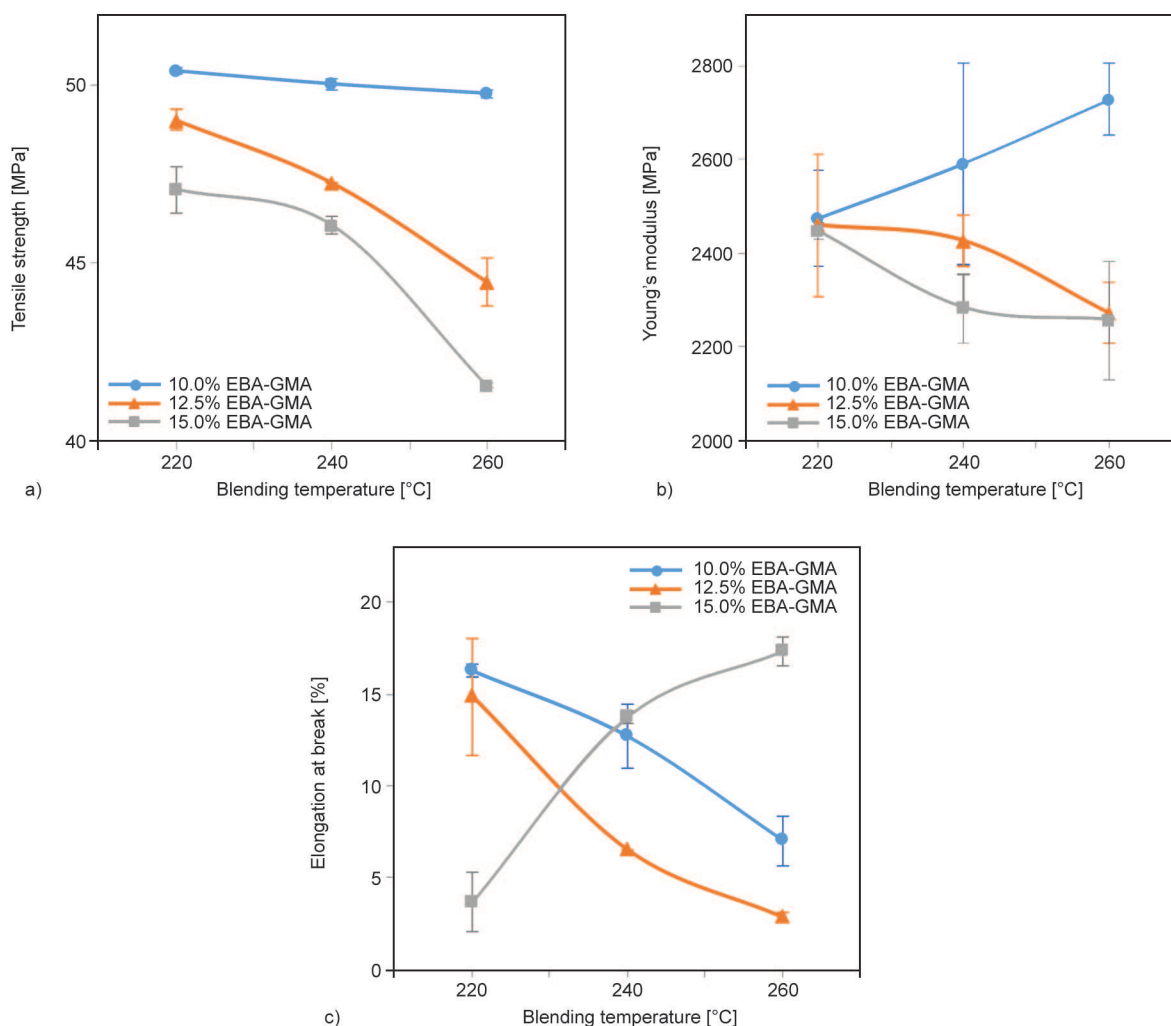 Tensile strength [MPa]
50
45
40
10.0% EBA-GMA
12.5% EBA-GMA
15.0% EBA-GMA
220
240
260
Blending temperature [°C]
a)
Young's modulus [MPa]
2800
2600
2400
2200
2000
10.0% EBA-GMA
12.5% EBA-GMA
15.0% EBA-GMA
220
240
260
Blending temperature [°C]
b)
Elongation at break [%]
20
15
10
5
0
10.0% EBA-GMA
12.5% EBA-GMA
15.0% EBA-GMA
220
240
260
Blending temperature [°C]
c)